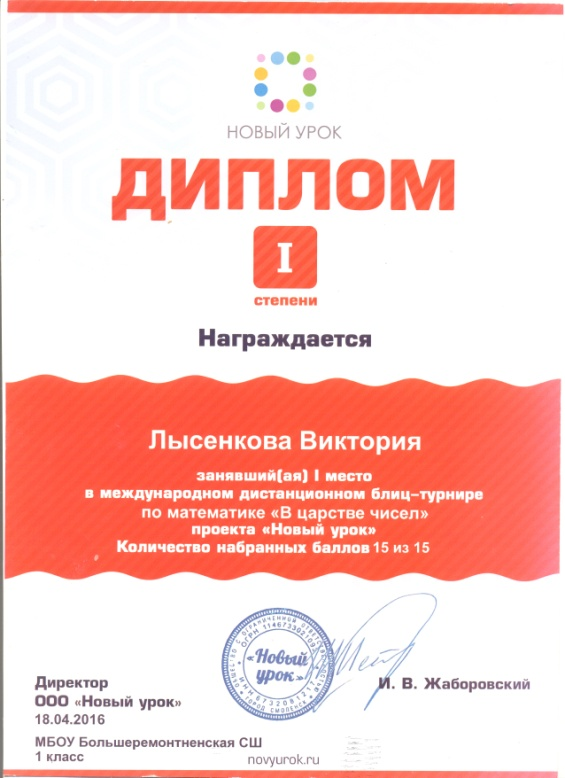 НОВЫЙ УРОК
ДИПЛОМ
I
степени
Награждается
Лысенкова Виктория
занявший(ая) I место
в международном дистанционном блиц-турнире
по математике «В царстве чисел»
проекта «Новый урок»
Количество набранных баллов 15 из 15
«Новый
урок»
Директор
ООО «Новый урок»
И. В. Жаборовский
18.04.2016
МБОУ Большеремонтненская СШ
1 класс
novyurok.ru